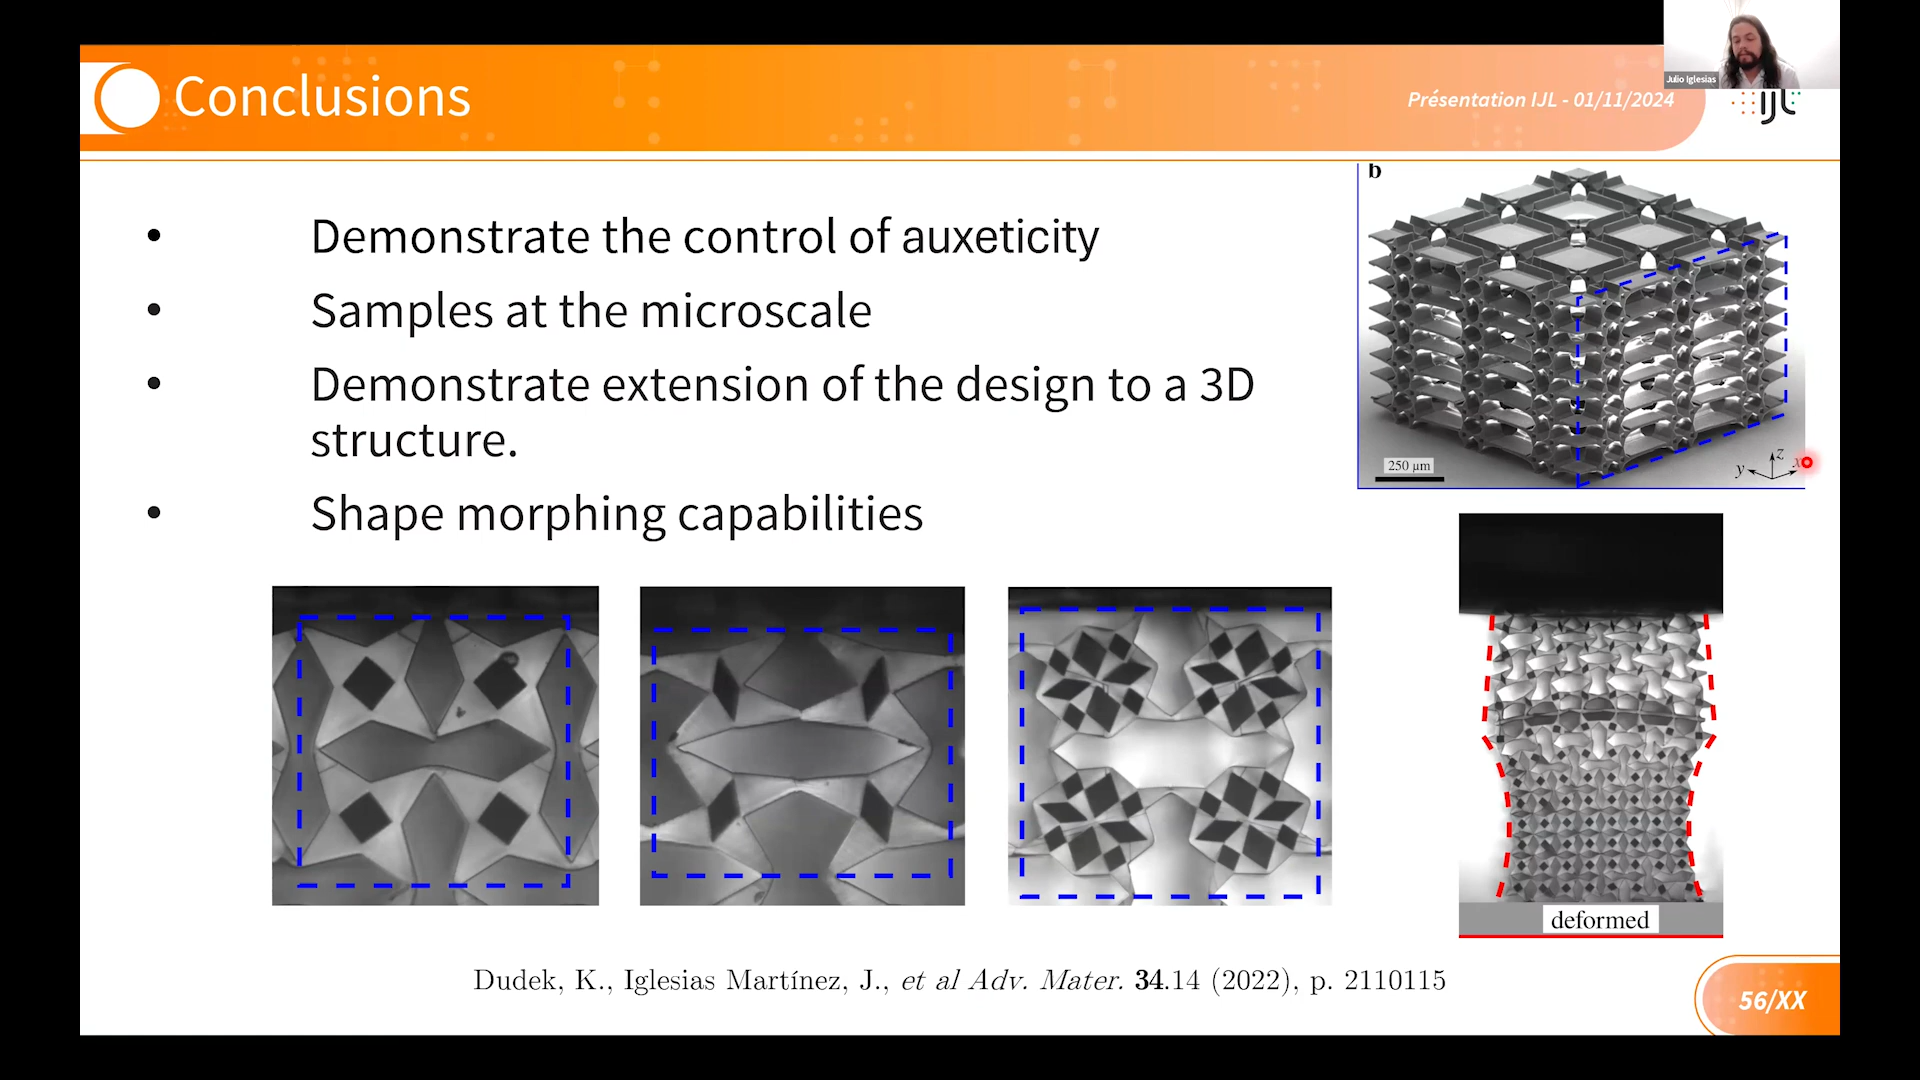 Conclusions
Présentation IJL - 01/11/2024
Julio Iglesias
ijl
• Demonstrate the control of auxeticity
• Samples at the microscale
• Demonstrate extension of the design to a 3D
structure.
• Shape morphing capabilities
b
250 µm
z
y
x
deformed
Dudek, K., Iglesias Martínez, J., et al Adv. Mater. 34.14 (2022), p. 2110115
56/XX